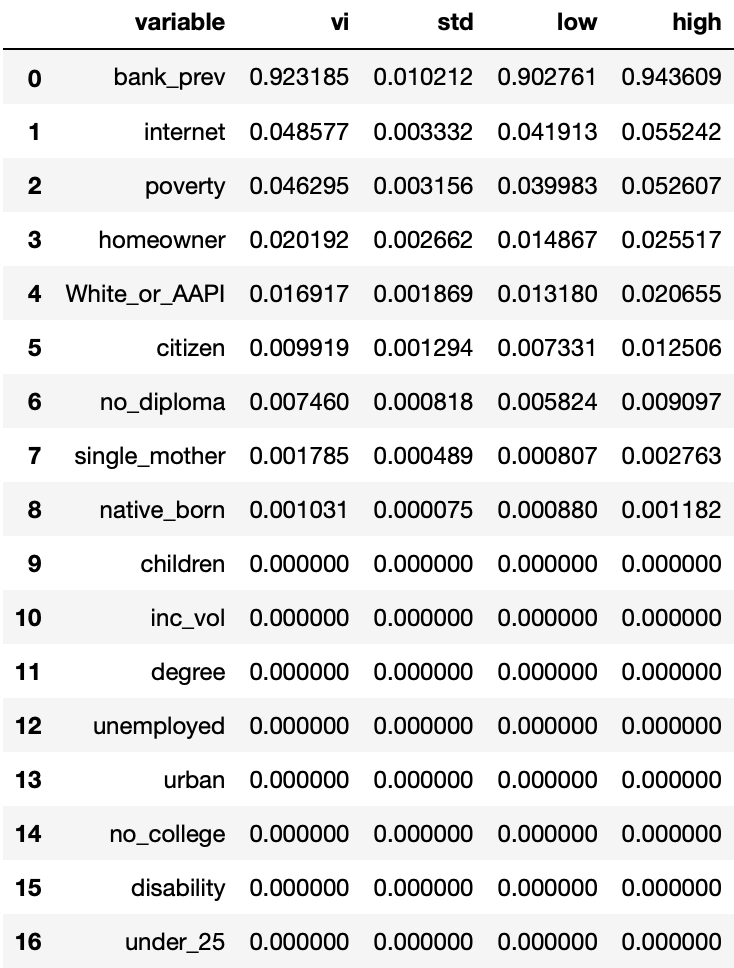 variable vi std low high
0 bank_prev 0.923185 0.010212 0.902761 0.943609
1 internet 0.048577 0.003332 0.041913 0.055242
2 poverty 0.046295 0.003156 0.039983 0.052607
3 homeowner 0.020192 0.002662 0.014867 0.025517
4 White_or_AAPI 0.016917 0.001869 0.013180 0.020655
5 citizen 0.009919 0.001294 0.007331 0.012506
6 no_diploma 0.007460 0.000818 0.005824 0.009097
7 single_mother 0.001785 0.000489 0.000807 0.002763
8 native_born 0.001031 0.000075 0.000880 0.001182
9 children 0.000000 0.000000 0.000000 0.000000
10 inc_vol 0.000000 0.000000 0.000000 0.000000
11 degree 0.000000 0.000000 0.000000 0.000000
12 unemployed 0.000000 0.000000 0.000000 0.000000
13 urban 0.000000 0.000000 0.000000 0.000000
14 no_college 0.000000 0.000000 0.000000 0.000000
15 disability 0.000000 0.000000 0.000000 0.000000
16 under_25 0.000000 0.000000 0.000000 0.000000